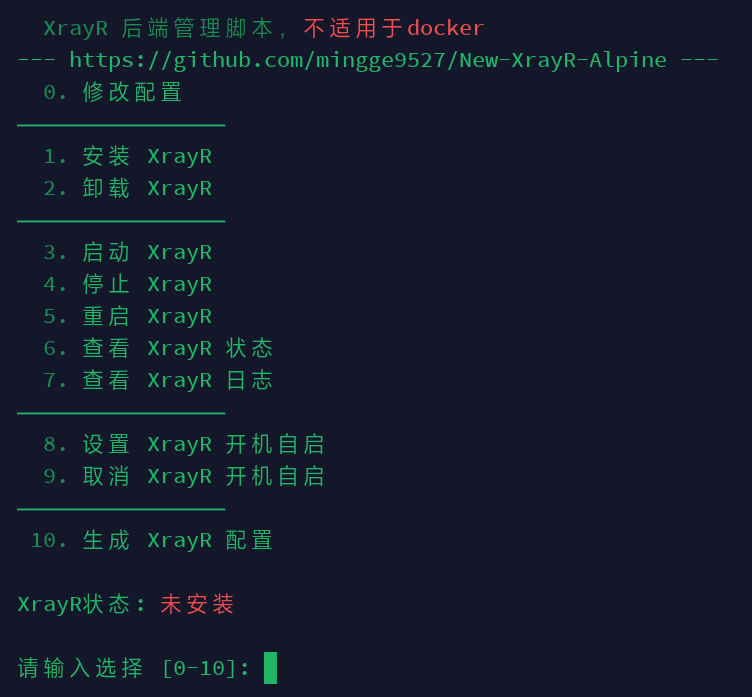 XrayR 后端管理脚本，不适用于docker
--- https://github.com/mingge9527/New-XrayR-Alpine ---
0. 修改配置
————————————————
1. 安装 XrayR
2. 卸载 XrayR
————————————————
3. 启动 XrayR
4. 停止 XrayR
5. 重启 XrayR
6. 查看 XrayR 状态
7. 查看 XrayR 日志
————————————————
8. 设置 XrayR 开机自启
9. 取消 XrayR 开机自启
————————————————
10. 生成 XrayR 配置
XrayR状态: 未安装
请输入选择 [0-10]: